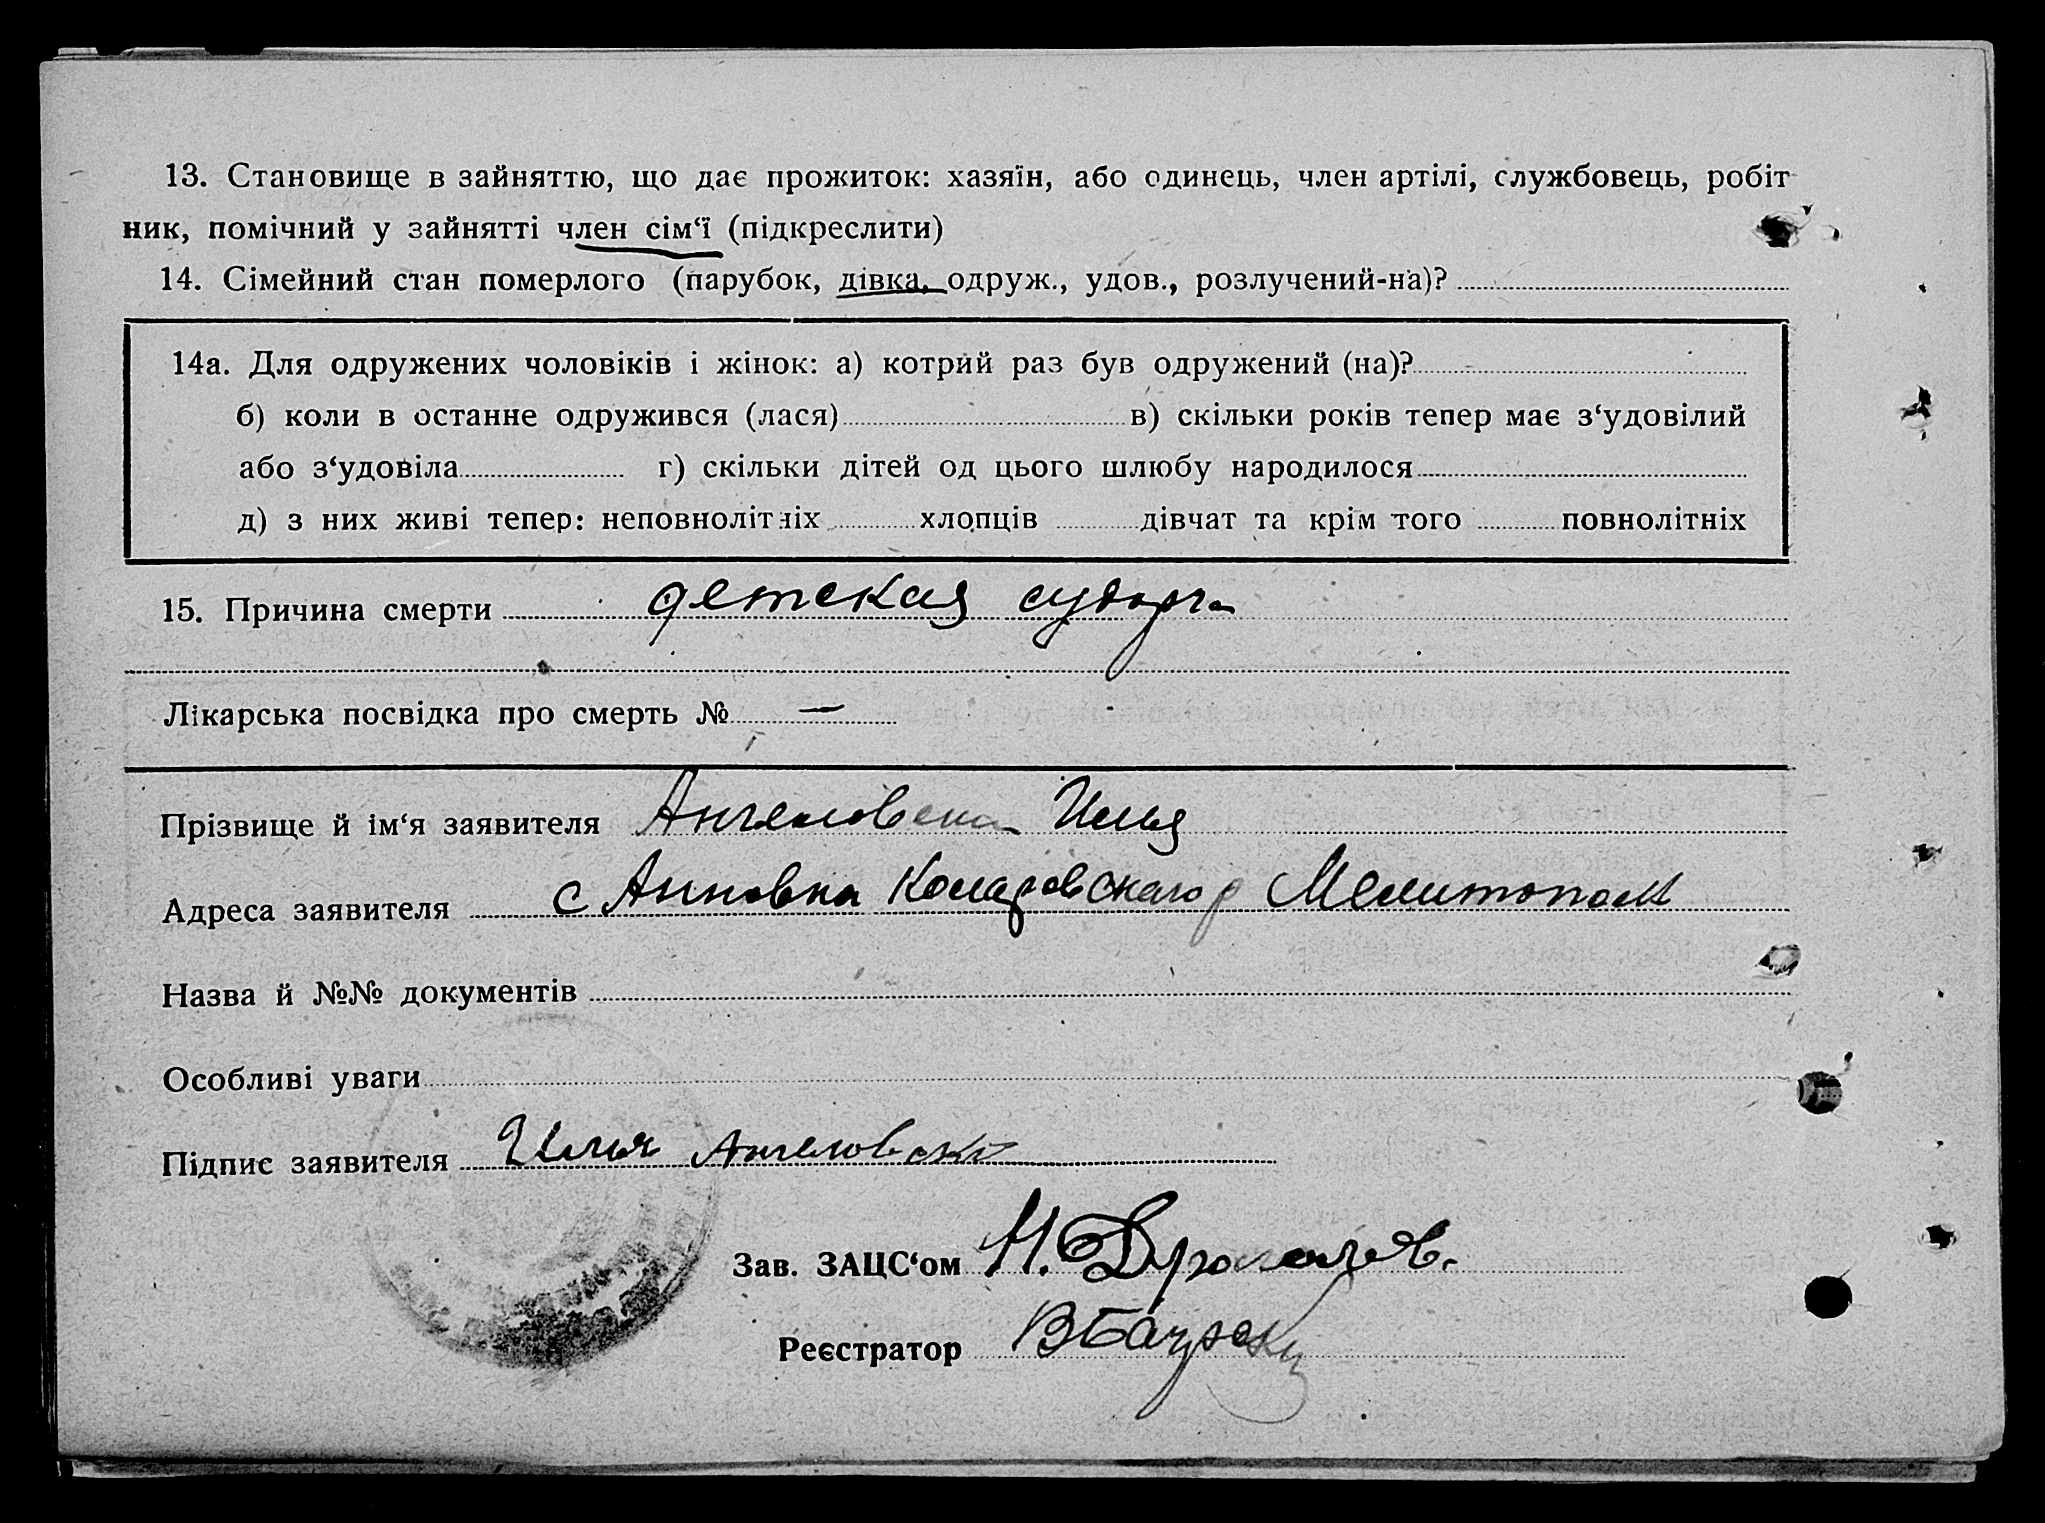 13. Становище в зайняттю, що дає прожиток: хазяїн, або одинець, член артілі, службовець, робіт
ник, помічний у зайнятті член сім‘ї (підкреслити)
14. Сімейний стан померлого (парубок, дівка, одруж., удов., розлучений-на)?
14а. Для одружених чоловіків і жінок: а) котрий раз був одружений (на)?
б) коли в останне одружився (лася) в) скільки років тепер має з‘удовілий
або з‘удовіла г) скільки дітей од цього шлюбу народилося
д) з них живі тепер: неповнолітніх хлопців дівчат та крім того повнолітніх
15. Причина смерти детская судорга
Лікарська посвідка про смерть № —
Прізвище й ім‘я заявителя Ангеловски Илья
Адреса заявителя с Анновка Комаровскаго р Мелитополь
Назва й №№ документів
Особливі уваги
Підпис заявителя Илья Ангеловски
Зав. ЗАЦС‘ом Н.
Реєстратор